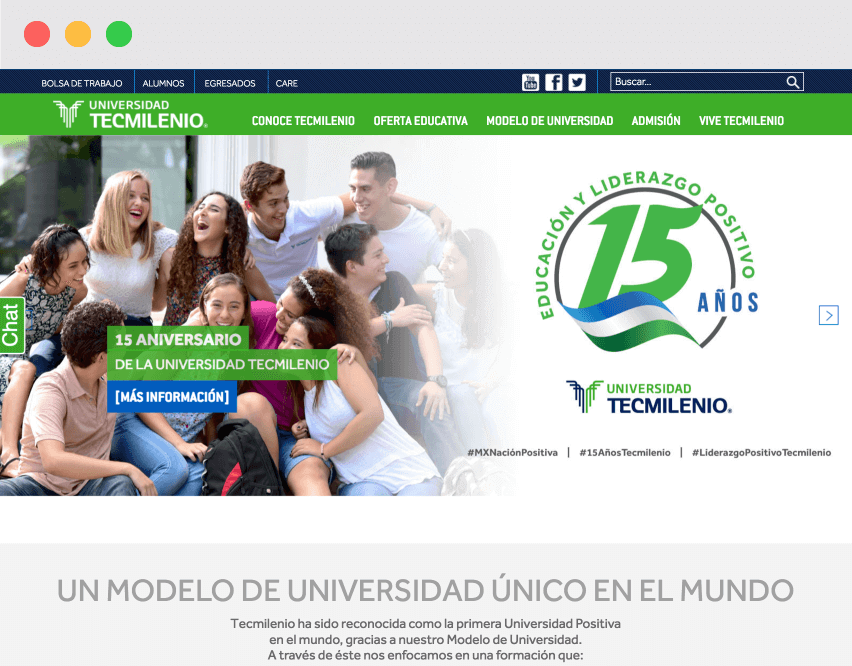 BOLSA DE TRABAJO
ALUMNOS
EGRESADOS
CARE
You
Tube
Buscar...
UNIVERSIDAD
TECMILENIO®
CONOCE TECMILENIO
OFERTA EDUCATIVA
MODELO DE UNIVERSIDAD
ADMISIÓN
VIVE TECMILENIO
Chat
15 ANIVERSARIO
DE LA UNIVERSIDAD TECMILENIO
[MÁS INFORMACIÓN]
EDUCACIÓN Y LIDERAZGO POSITIVO
15
AÑOS
UNIVERSIDAD
TECMILENIO®
#MXNaciónPositiva | #15AñosTecmilenio | #LiderazgoPositivoTecmilenio
UN MODELO DE UNIVERSIDAD ÚNICO EN EL MUNDO
Tecmilenio ha sido reconocida como la primera Universidad Positiva
en el mundo, gracias a nuestro Modelo de Universidad.
A través de éste nos enfocamos en una formación que: